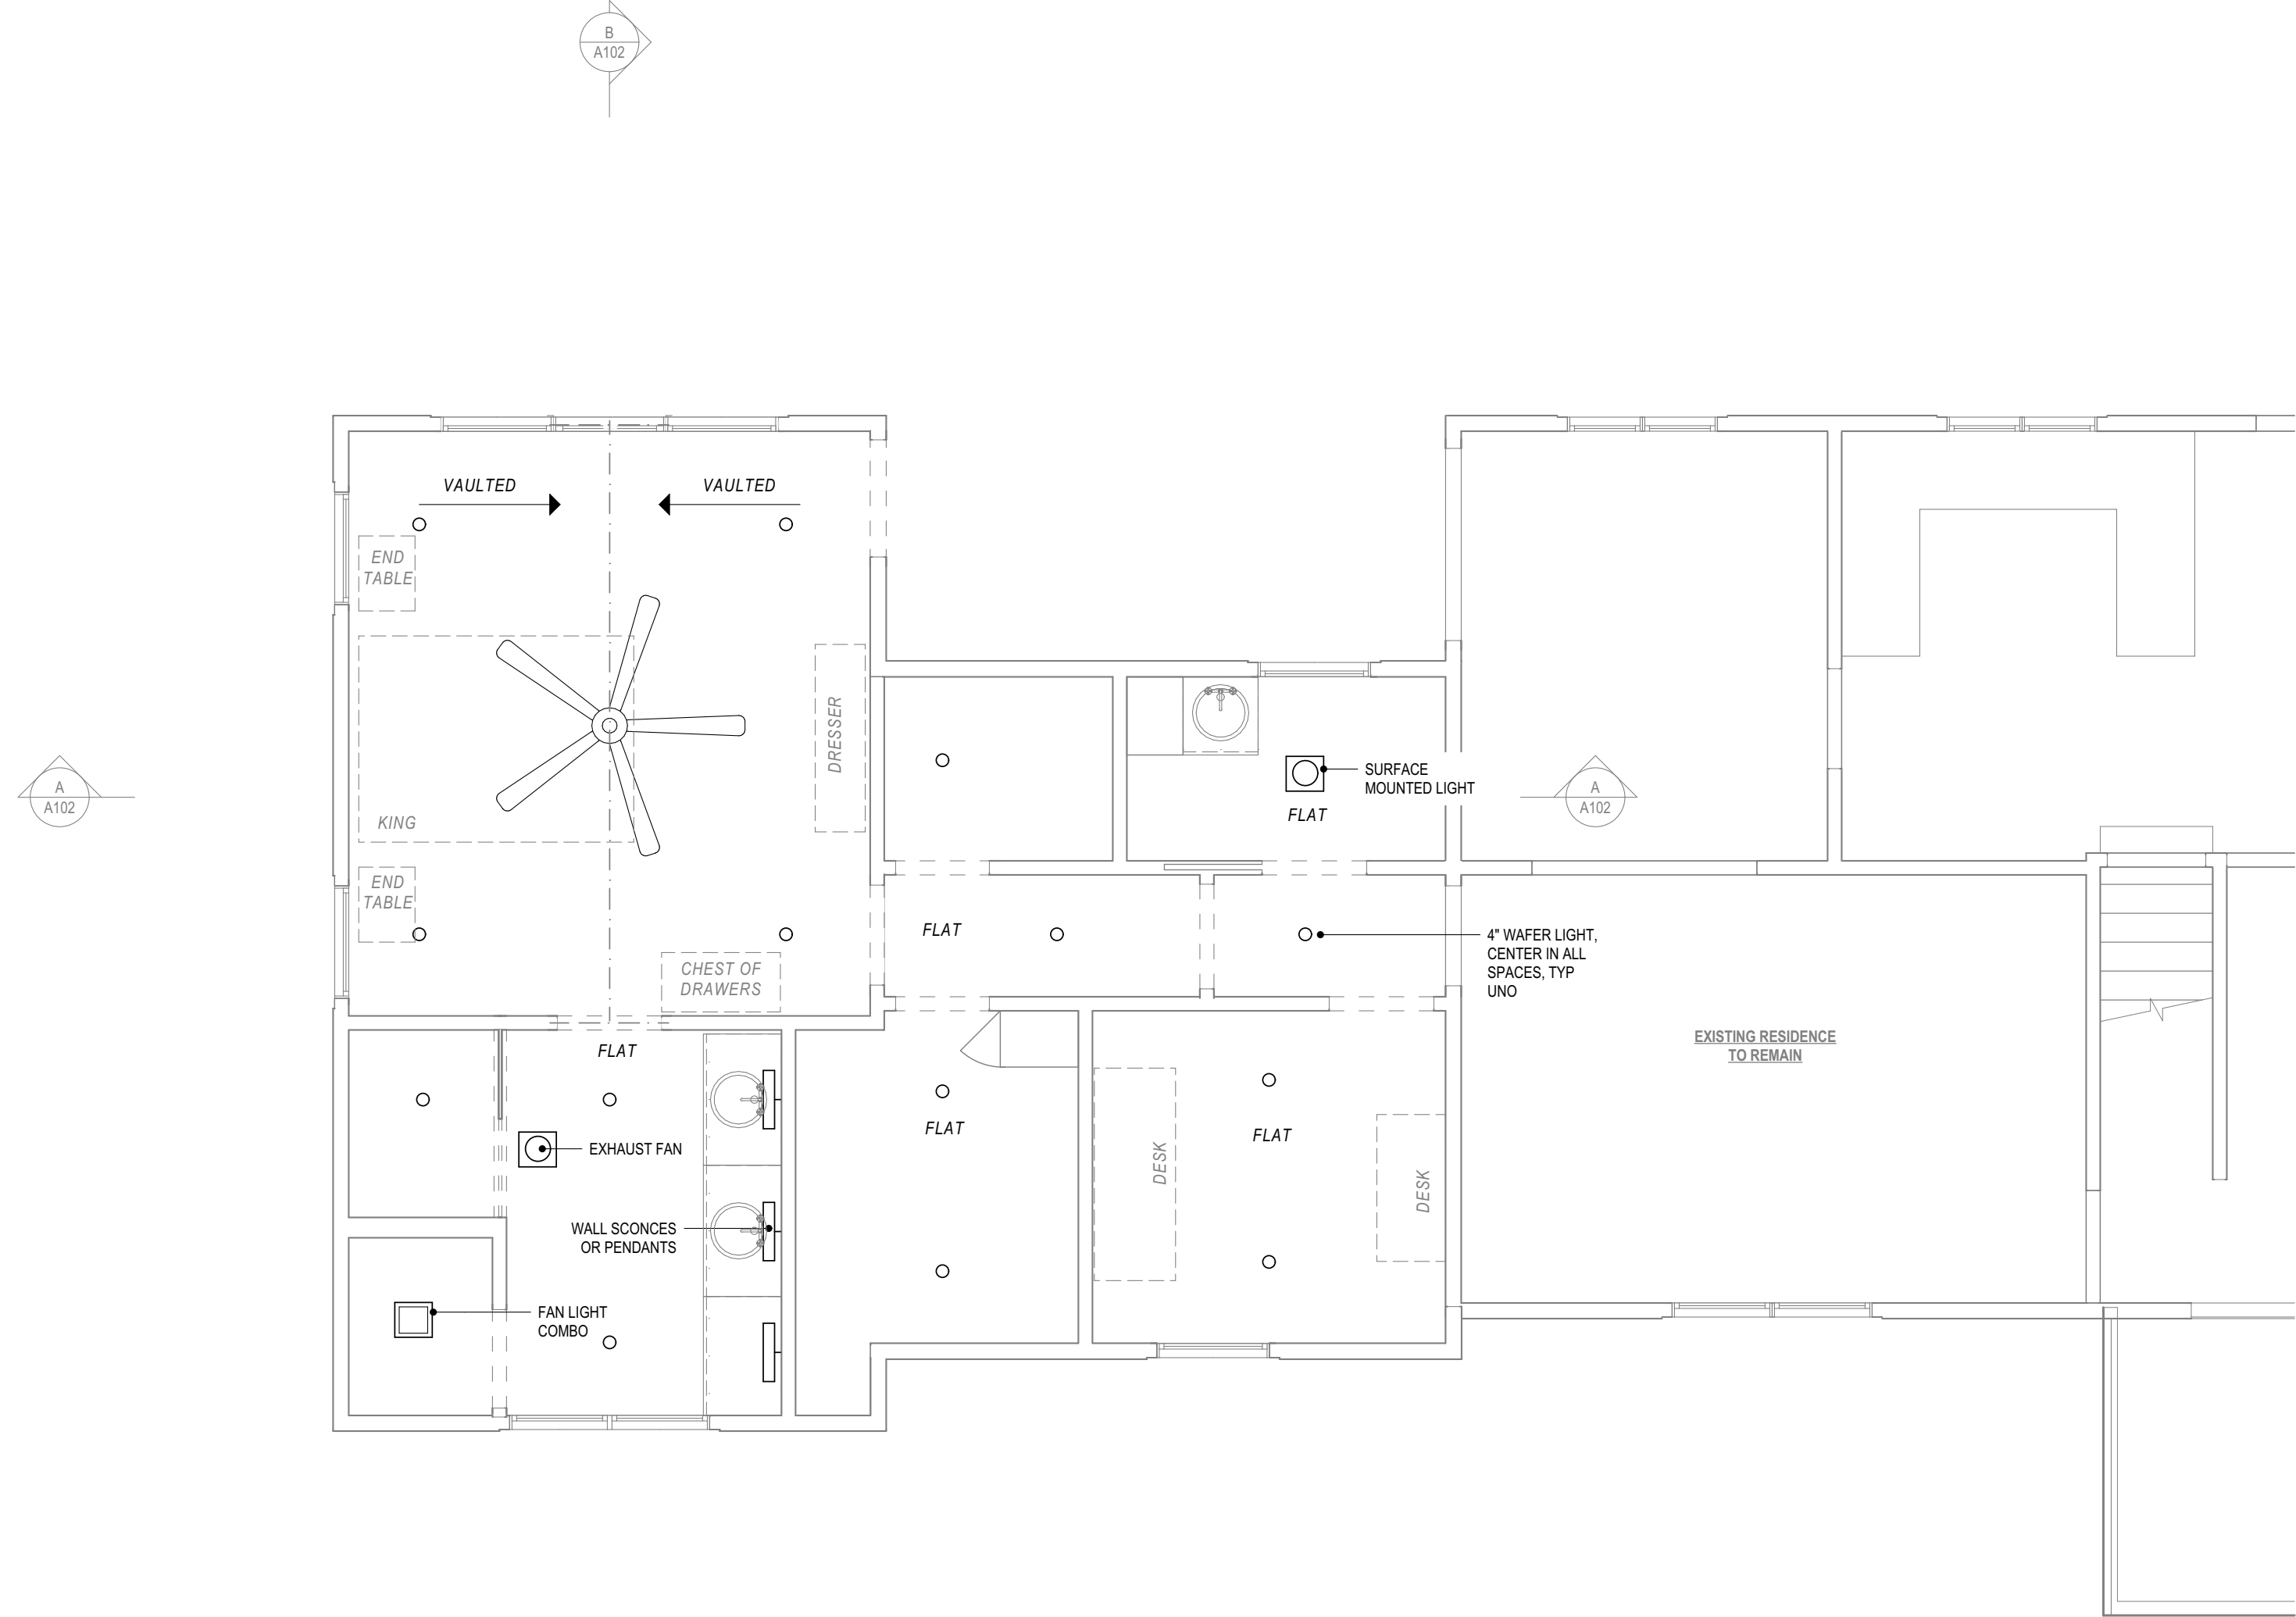 B
A102
VAULTED
VAULTED
END
TABLE
DRESSER
KING
SURFACE
MOUNTED LIGHT
FLAT
A
A102
A
A102
END
TABLE
FLAT
4" WAFER LIGHT,
CENTER IN ALL
SPACES, TYP
UNO
CHEST OF
DRAWERS
EXISTING RESIDENCE
TO REMAIN
FLAT
FLAT
FLAT
EXHAUST FAN
DESK
DESK
WALL SCONCES
OR PENDANTS
FAN LIGHT
COMBO